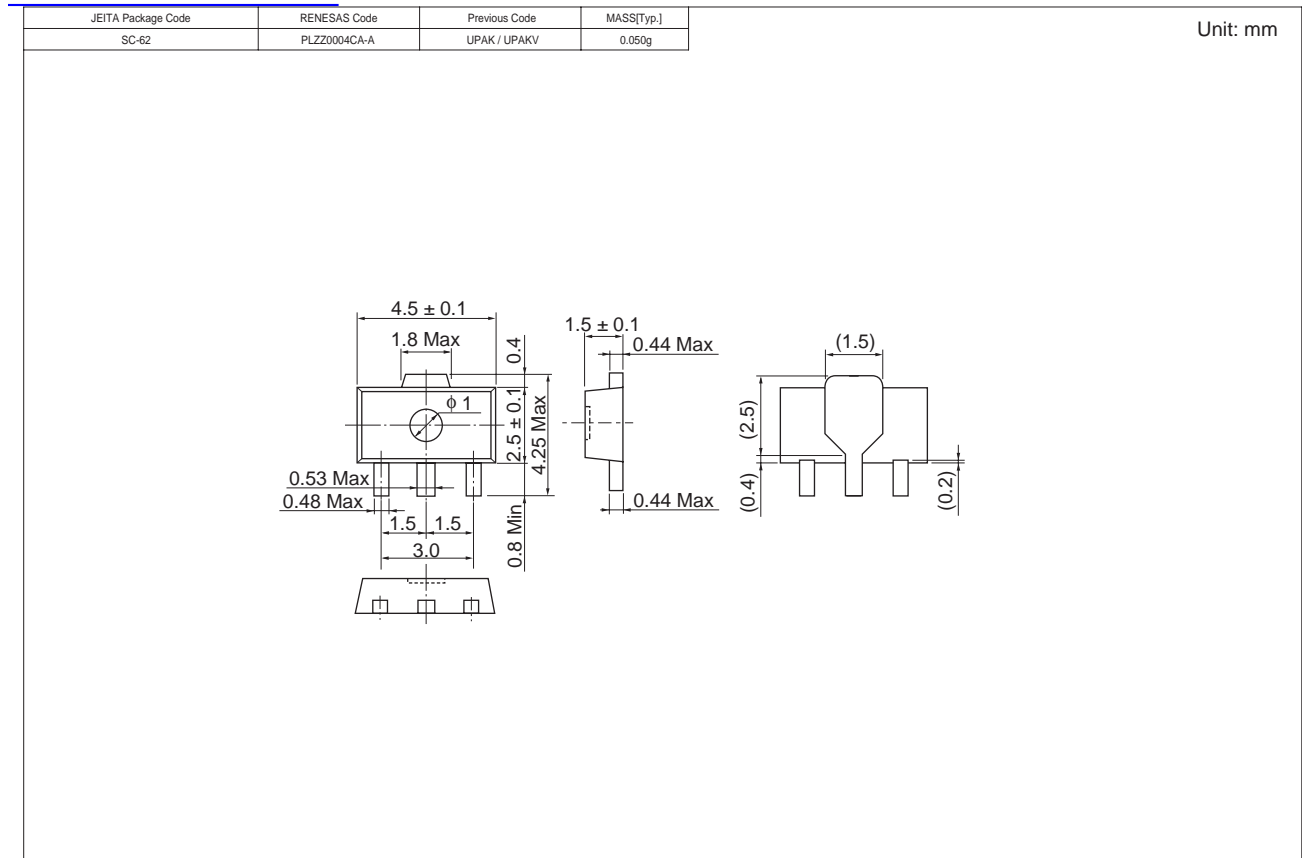 JEITA Package Code RENESAS Code Previous Code MASS[Typ.]
SC-62 PLZZ0004CA-A UPAK / UPAKV 0.050g
Unit: mm
4.5 ± 0.1
1.8 Max
0.4
ϕ 1
2.5 ± 0.1
4.25 Max
0.53 Max
0.48 Max
1.5 1.5
3.0
0.8 Min
1.5 ± 0.1
0.44 Max
0.44 Max
(1.5)
(2.5)
(0.4)
(0.2)